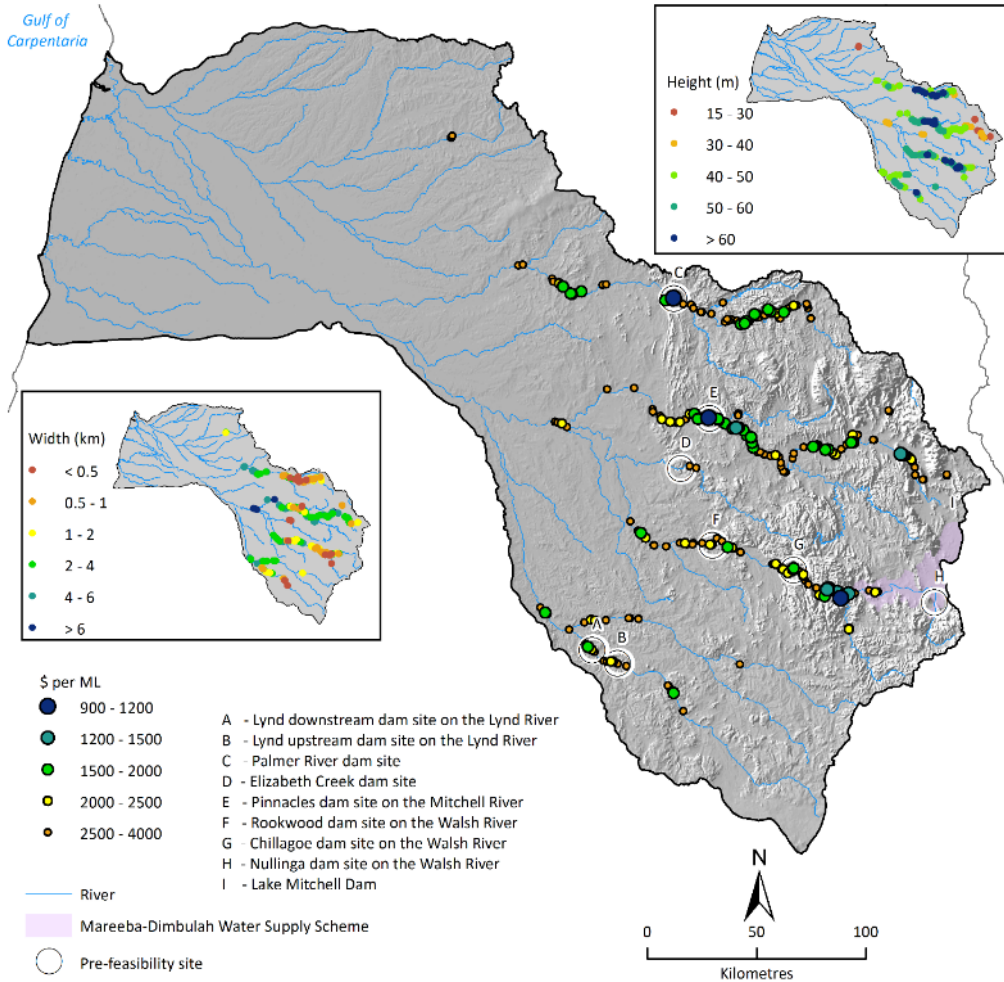 Gulf of
Carpentaria
Height (m)
15 - 30
30 - 40
40 - 50
50 - 60
> 60
C
E
D
F
G
H
A
B
Width (km)
< 0.5
0.5 - 1
1 - 2
2 - 4
4 - 6
> 6
$ per ML
900 - 1200
1200 - 1500
1500 - 2000
2000 - 2500
2500 - 4000
A - Lynd downstream dam site on the Lynd River
B - Lynd upstream dam site on the Lynd River
C - Palmer River dam site
D - Elizabeth Creek dam site
E - Pinnacles dam site on the Mitchell River
F - Rookwood dam site on the Walsh River
G - Chillagoe dam site on the Walsh River
H - Nullinga dam site on the Walsh River
I - Lake Mitchell Dam
River
Mareeba-Dimbulah Water Supply Scheme
Pre-feasibility site
N
0 50 100
Kilometres